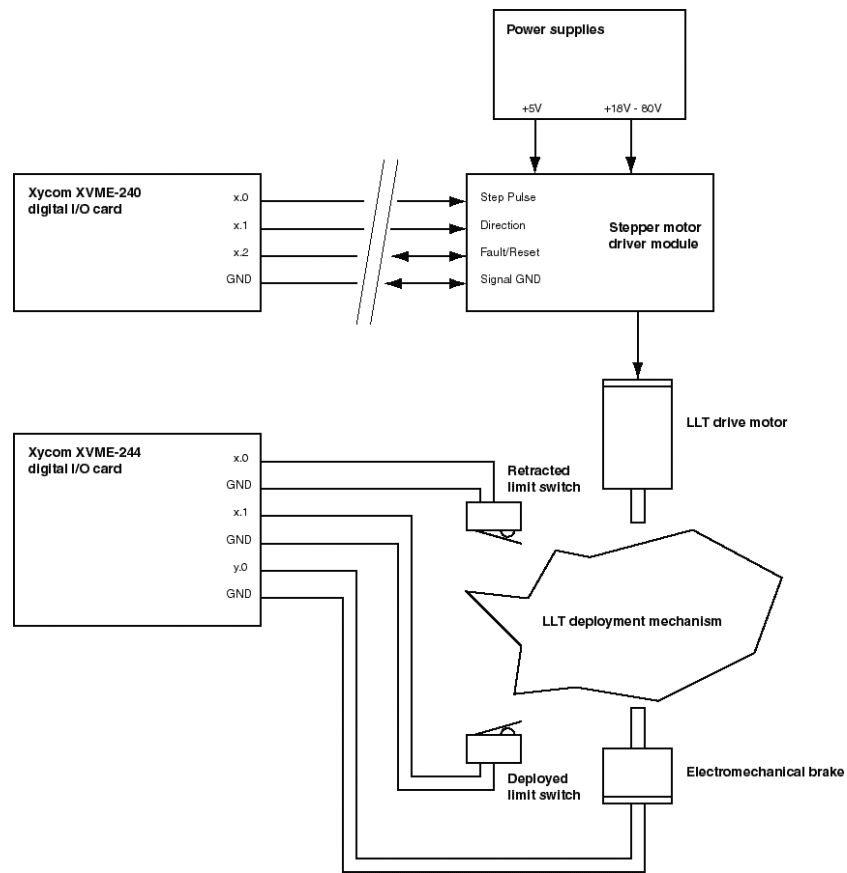 Power supplies
+5V
+18V - 80V
Xycom XVME-240
digital I/O card
x.0
x.1
x.2
GND
Step Pulse
Direction
Fault/Reset
Signal GND
Stepper motor
driver module
LLT drive motor
Xycom XVME-244
digital I/O card
x.0
GND
x.1
GND
y.0
GND
Retracted
limit switch
LLT deployment mechanism
Deployed
limit switch
Electromechanical brake